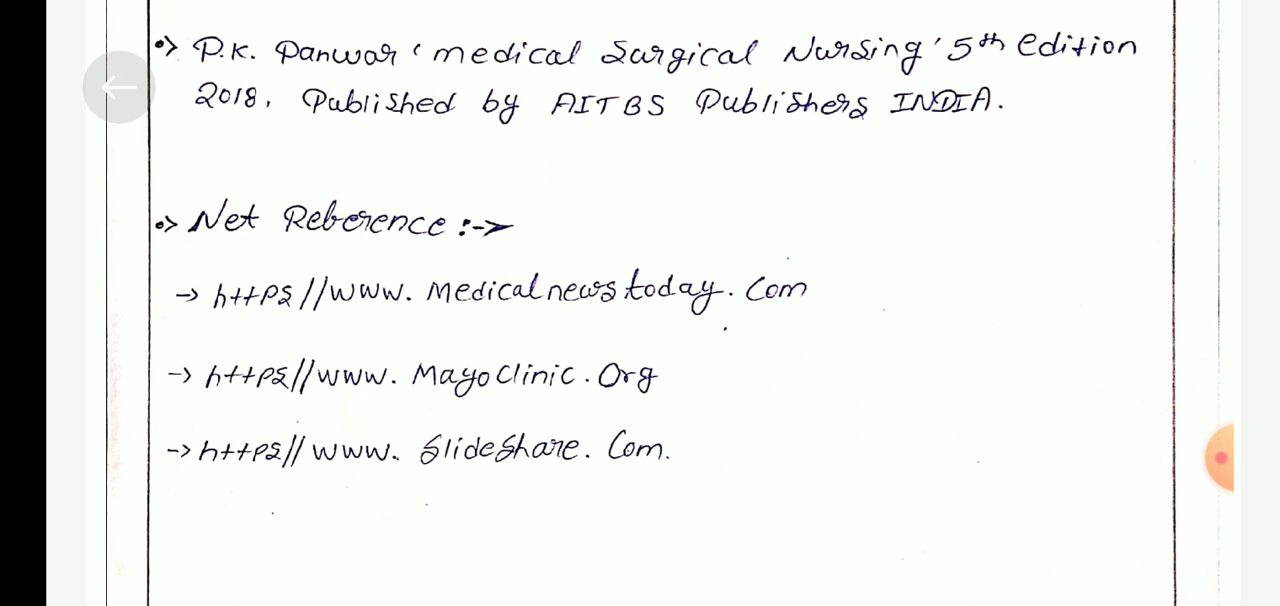 •> P.K. Panwar ‘medical Surgical Nursing’ 5th edition
2018, Published by AITBS Publishers INDIA.
•> Net Reberence :->
-> https//www. Medicalnewstoday. Com
-> https//www. MayoClinic. Org
-> https//www. SlideShare. Com.